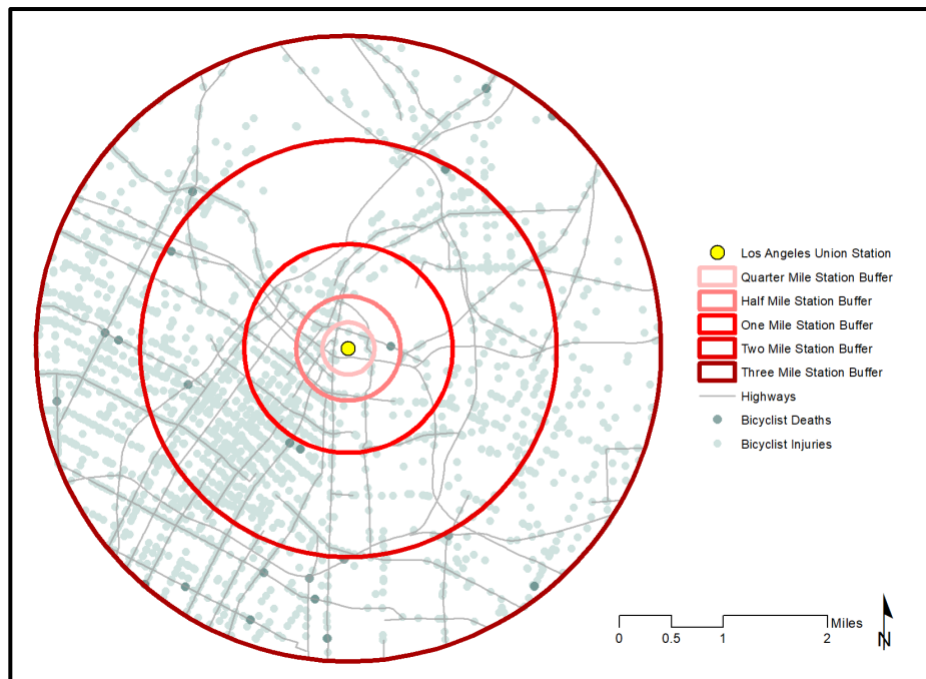 Los Angeles Union Station
Quarter Mile Station Buffer
Half Mile Station Buffer
One Mile Station Buffer
Two Mile Station Buffer
Three Mile Station Buffer
Highways
Bicyclist Deaths
Bicyclist Injuries
Miles
0 0.5 1 2
N